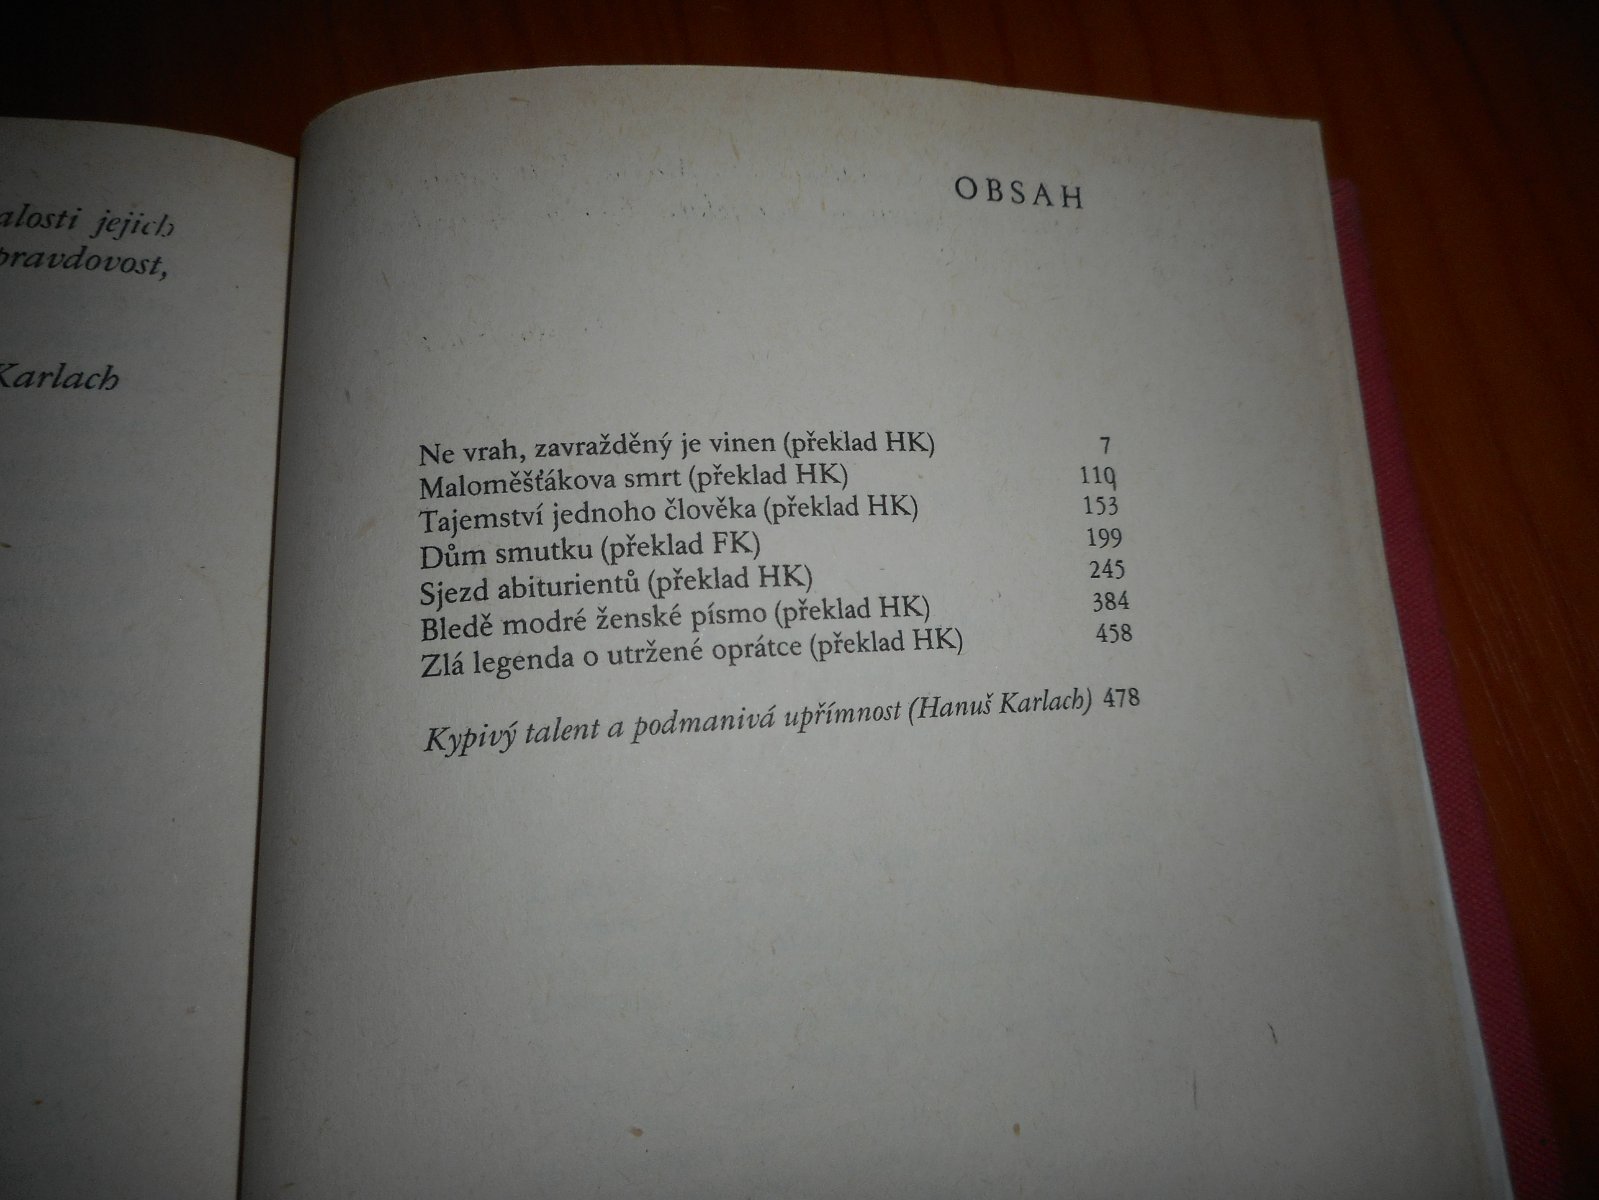 alosti jejich
pravdovost,
Karlach
OBSAH
Ne vrah, zavražděný je vinen (překlad HK) 7
Maloměšťákova smrt (překlad HK) 110
Tajemství jednoho člověka (překlad HK) 153
Dům smutku (překlad FK) 199
Sjezd abiturientů (překlad HK) 245
Bledě modré ženské písmo (překlad HK) 384
Zlá legenda o utržené oprátce (překlad HK) 458
Kypivý talent a podmanivá upřímnost (Hanuš Karlach) 478